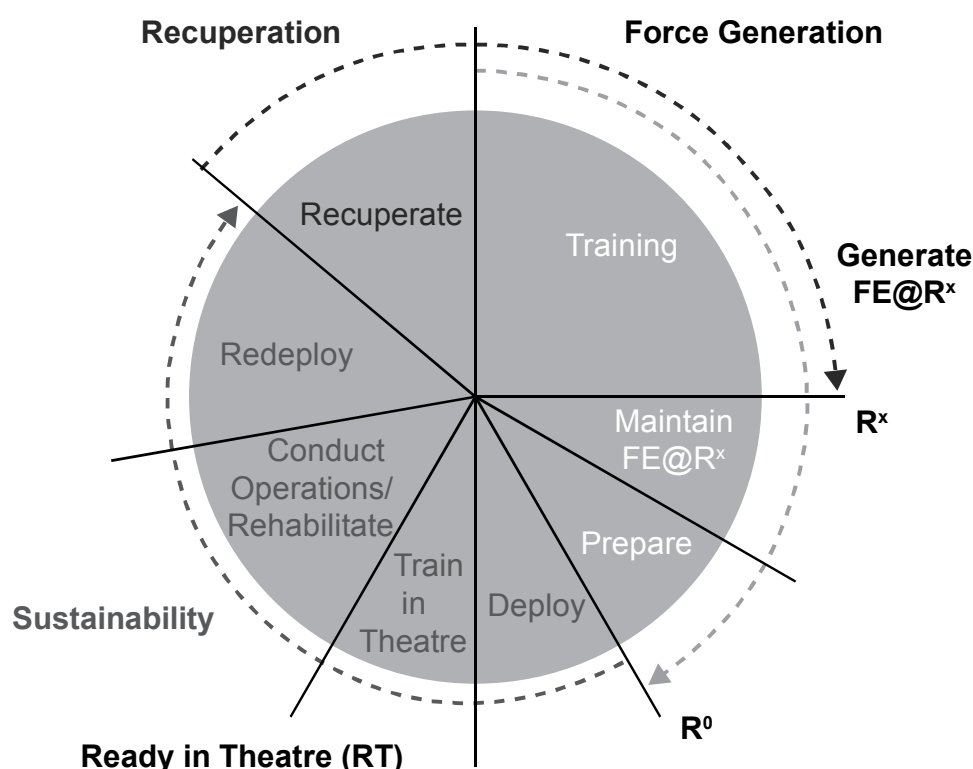 Recuperation
Force Generation
Recuperate
Training
Generate
FE@Rˣ
Redeploy
Maintain
FE@Rˣ
Rˣ
Conduct
Operations/
Rehabilitate
Prepare
Train
in
Theatre
Deploy
Sustainability
R⁰
Ready in Theatre (RT)